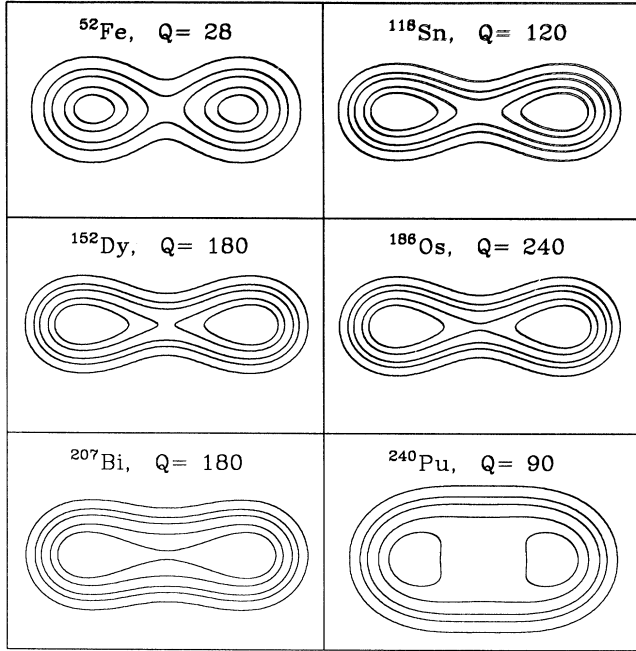 ⁵²Fe, Q= 28
¹¹⁸Sn, Q= 120
¹⁵²Dy, Q= 180
¹⁸⁶Os, Q= 240
²⁰⁷Bi, Q= 180
²⁴⁰Pu, Q= 90